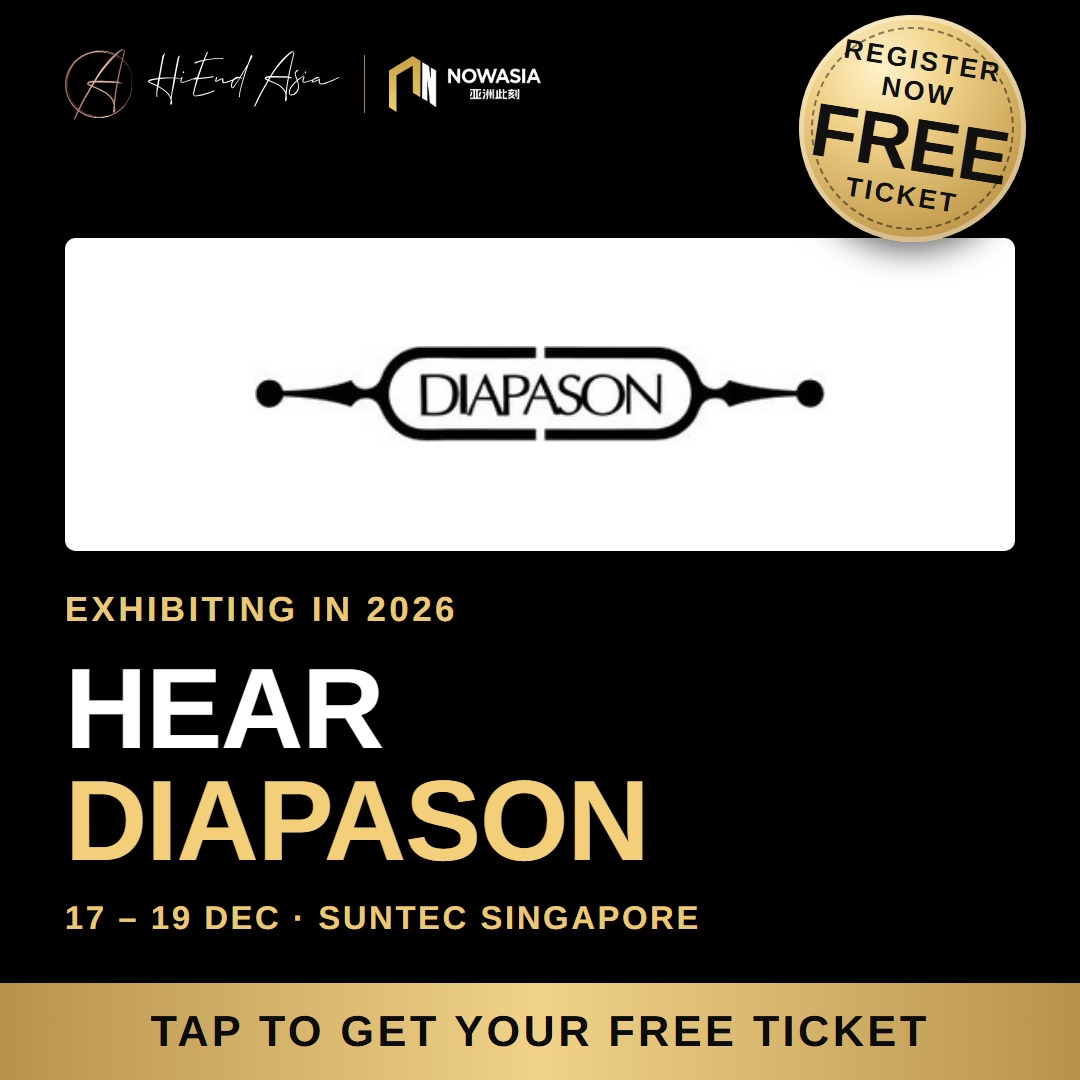 A HiEnd Asia
NOWASIA
亚洲此刻
REGISTER
NOW
FREE
TICKET
DIAPASON
EXHIBITING IN 2026
HEAR
DIAPASON
17 – 19 DEC · SUNTEC SINGAPORE
TAP TO GET YOUR FREE TICKET